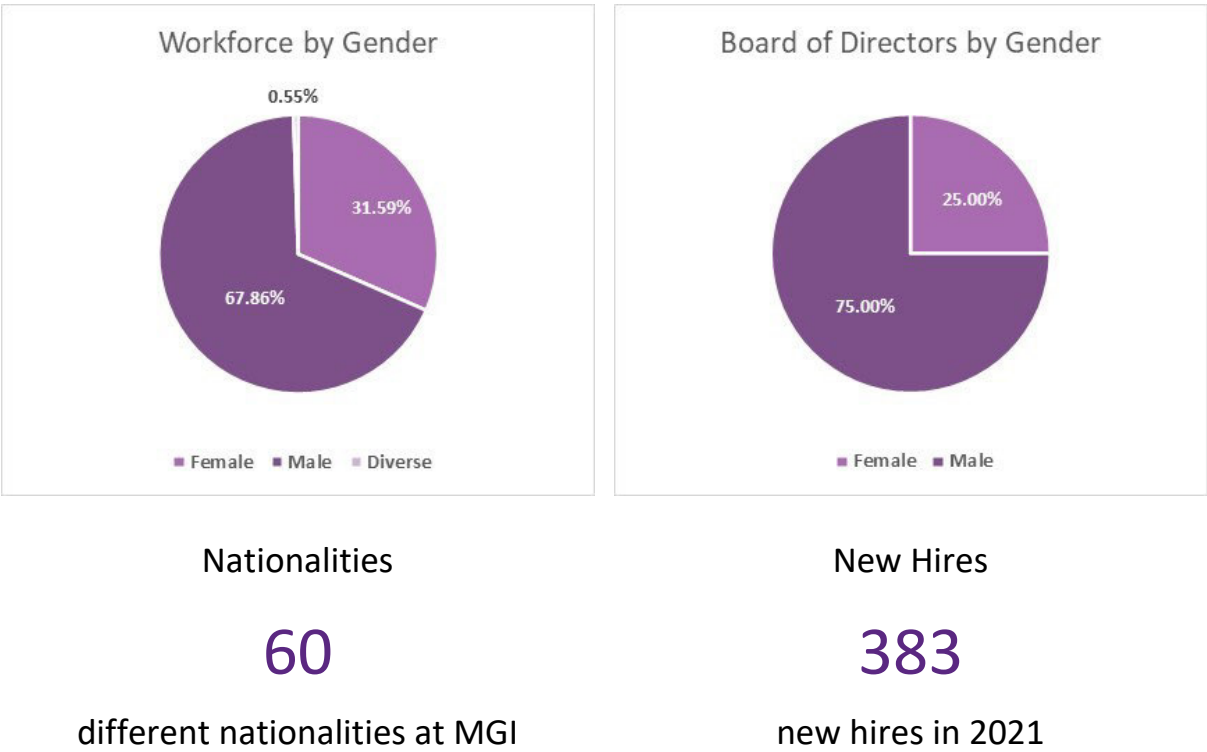 Workforce by Gender
0.55%
31.59%
67.86%
Female Male Diverse
Board of Directors by Gender
25.00%
75.00%
Female Male
Nationalities
60
different nationalities at MGI
New Hires
383
new hires in 2021